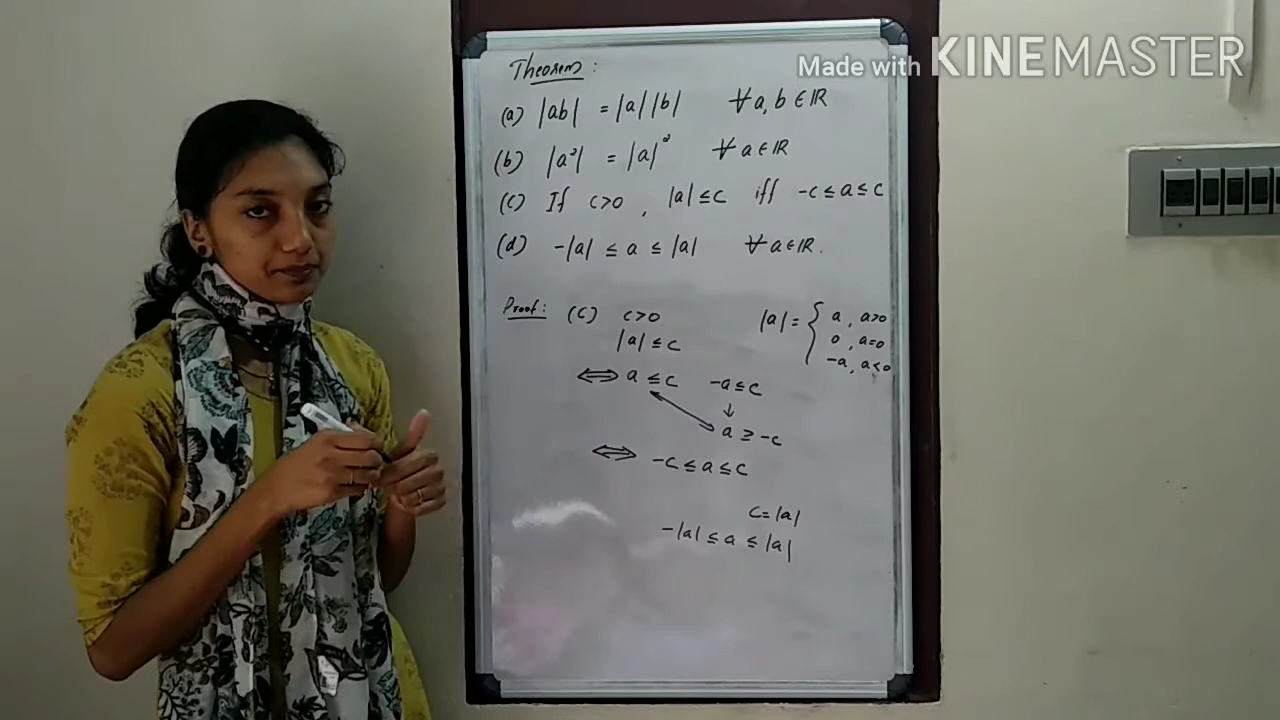 Made with KINEMASTER
Theorem :
(a) |ab| = |a||b| ∀ a, b ∈ ℝ
(b) |a²| = |a|² ∀ a ∈ ℝ
(c) If c>0 , |a| ≤ c iff -c ≤ a ≤ c
(d) -|a| ≤ a ≤ |a| ∀ a ∈ ℝ.
Proof : (c) c>0 |a| = { a , a>0
|a| ≤ c 0 , a=0
-a, a<0
⟺ a ≤ c -a ≤ c
↓
a ≥ -c
⟺ -c ≤ a ≤ c
c = |a|
-|a| ≤ a ≤ |a|